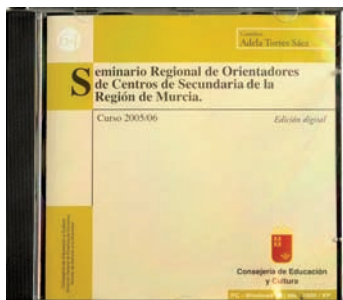 Adela Torres Sáez
Seminario Regional de Orientadores
de Centros de Secundaria de la
Región de Murcia.
Curso 2005/06
Edición digital
Consejería de Educación
y Cultura